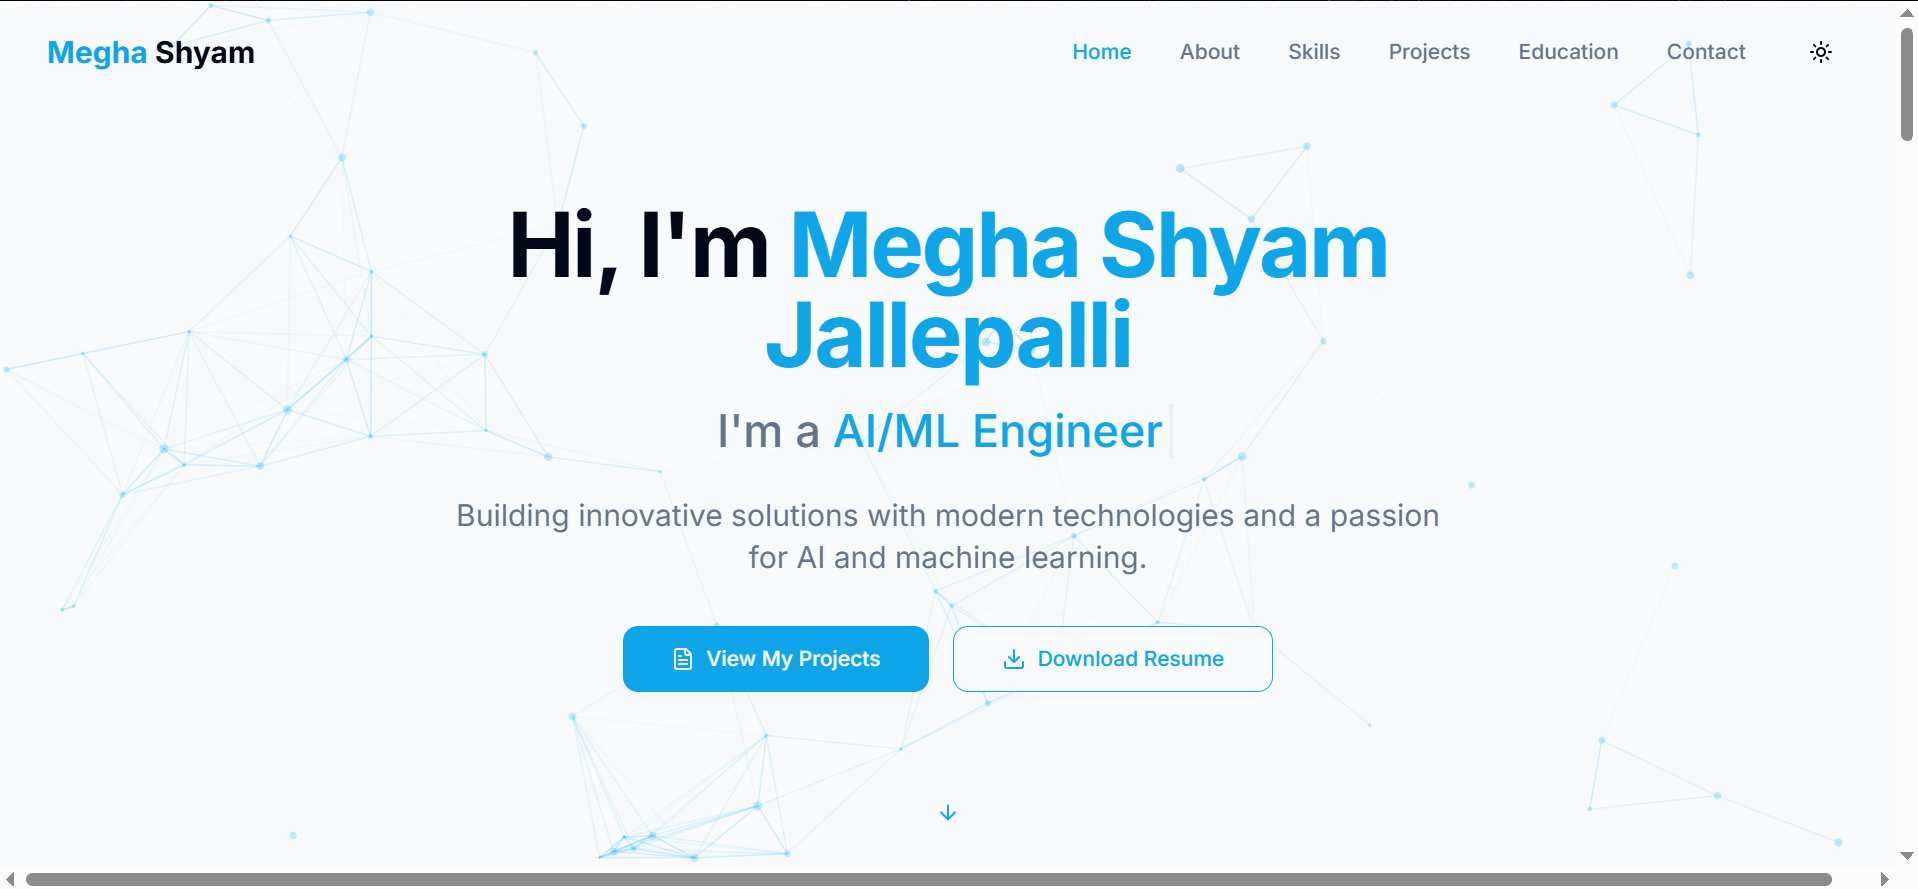 Megha Shyam
Home About Skills Projects Education Contact
Hi, I'm Megha Shyam
Jallepalli
I'm a AI/ML Engineer
Building innovative solutions with modern technologies and a passion
for AI and machine learning.
View My Projects
Download Resume